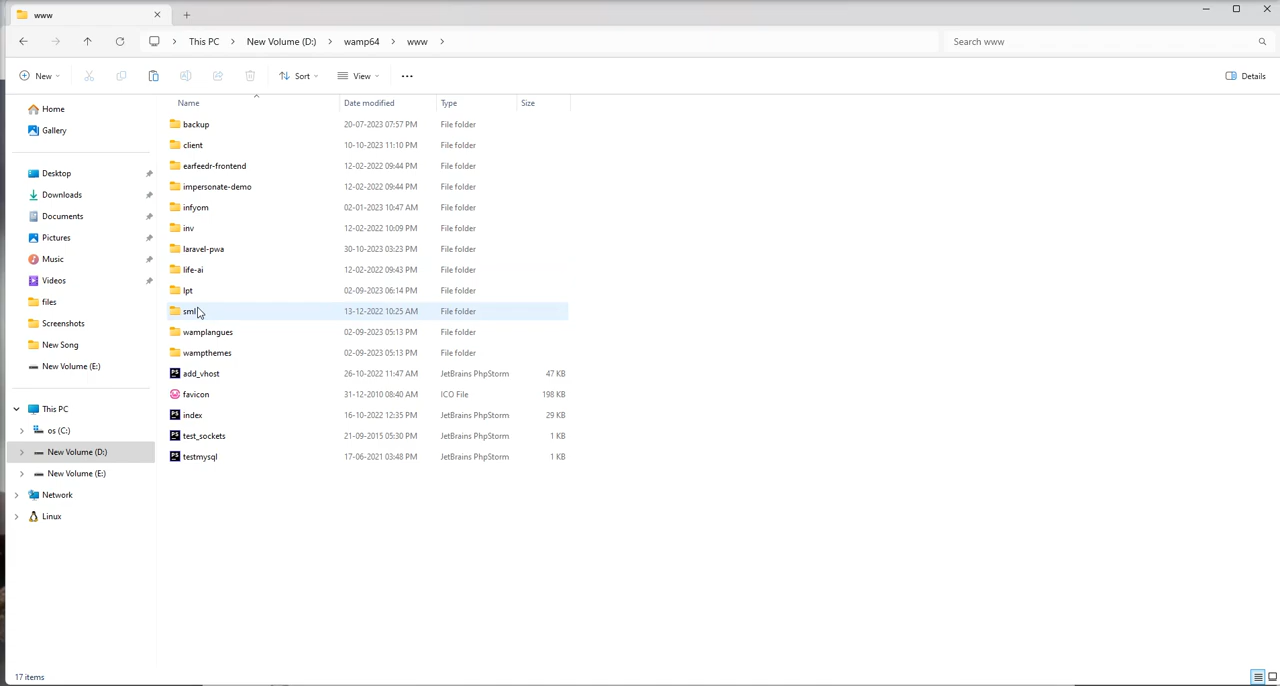 www
This PC > New Volume (D:) > wamp64 > www >
Search www
New
Sort
View
Details
Home
Gallery
Desktop
Downloads
Documents
Pictures
Music
Videos
files
Screenshots
New Song
New Volume (E:)
This PC
os (C:)
New Volume (D:)
New Volume (E:)
Network
Linux
Name Date modified Type Size
backup 20-07-2023 07:57 PM File folder
client 10-10-2023 11:10 PM File folder
earfeedr-frontend 12-02-2022 09:44 PM File folder
impersonate-demo 12-02-2022 09:44 PM File folder
infyom 02-01-2023 10:47 AM File folder
inv 12-02-2022 10:09 PM File folder
laravel-pwa 30-10-2023 03:23 PM File folder
life-ai 12-02-2022 09:43 PM File folder
lpt 02-09-2023 06:14 PM File folder
sml 13-12-2022 10:25 AM File folder
wamplangues 02-09-2023 05:13 PM File folder
wampthemes 02-09-2023 05:13 PM File folder
add_vhost 26-10-2022 11:47 AM JetBrains PhpStorm 47 KB
favicon 31-12-2010 08:40 AM ICO File 198 KB
index 16-10-2022 12:35 PM JetBrains PhpStorm 29 KB
test_sockets 21-09-2015 05:30 PM JetBrains PhpStorm 1 KB
testmysql 17-06-2021 03:48 PM JetBrains PhpStorm 1 KB
17 items